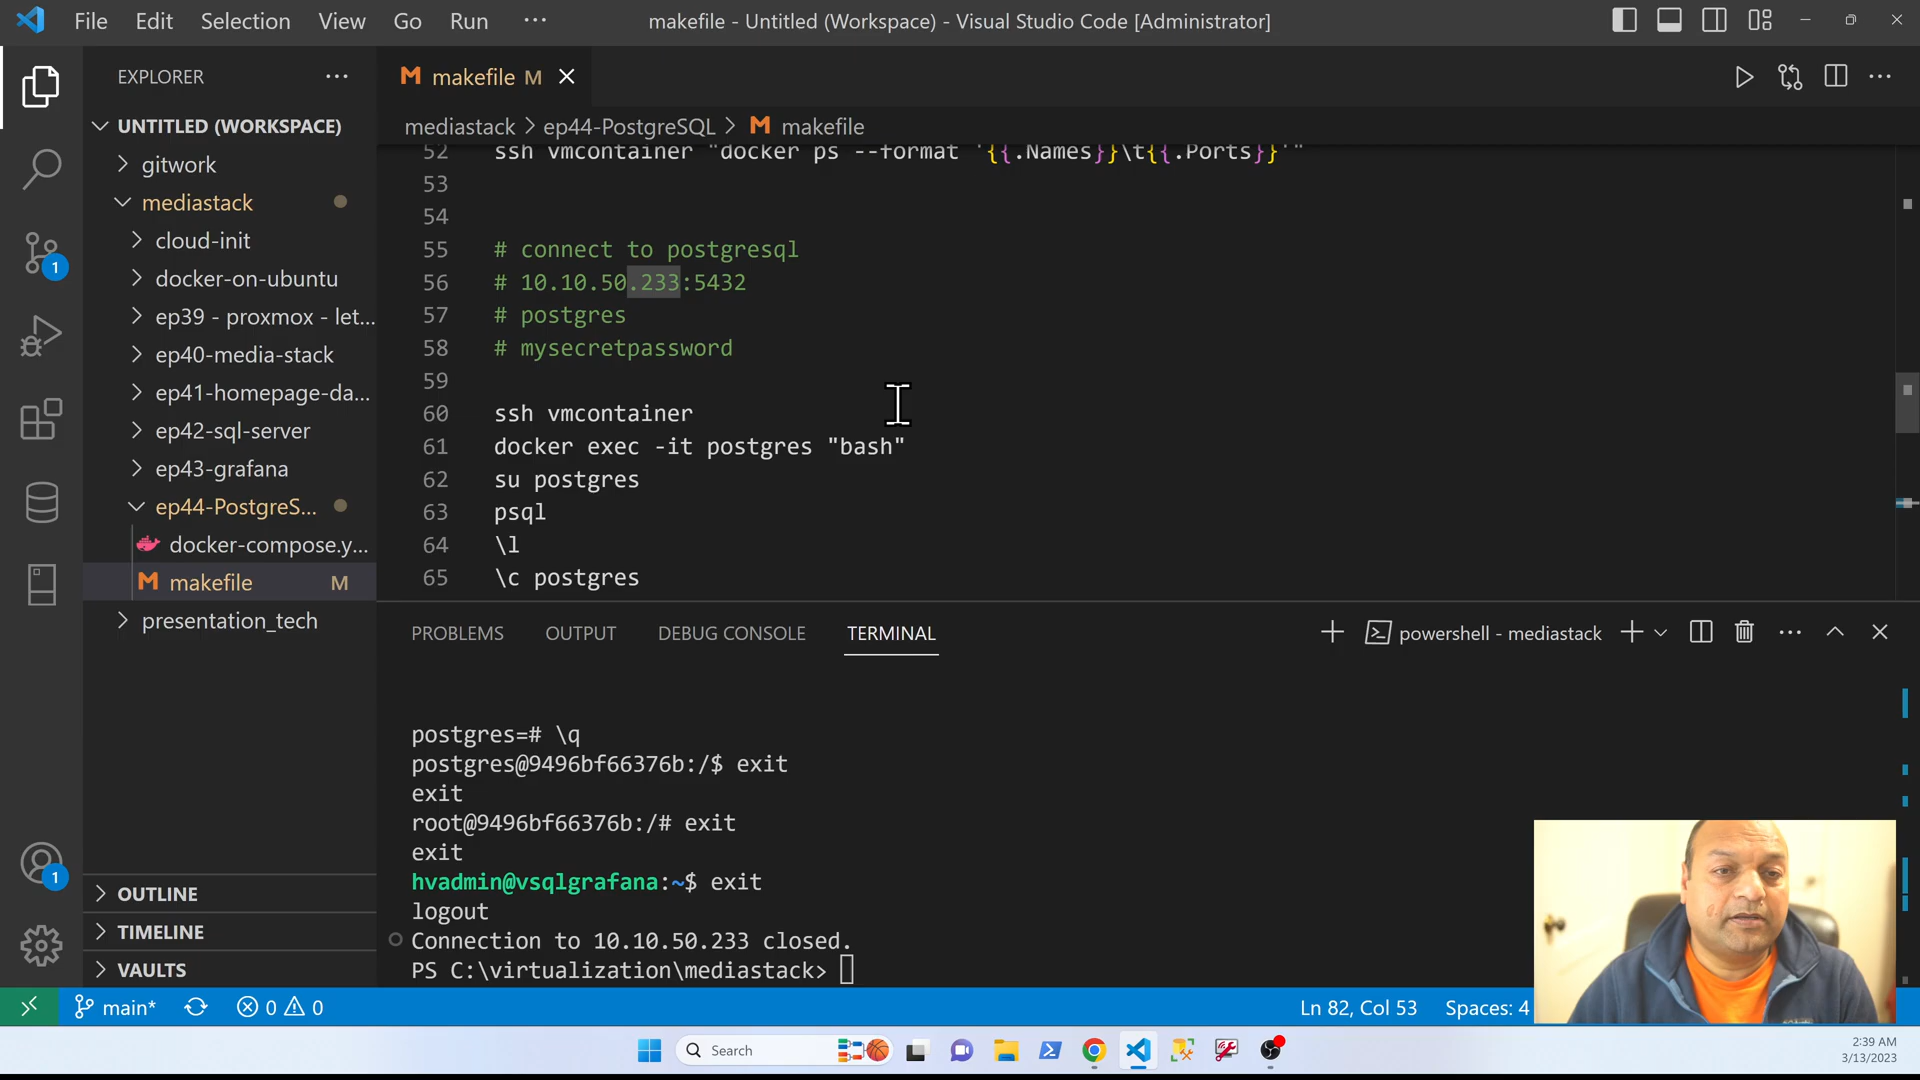 File Edit Selection View Go Run ···
makefile - Untitled (Workspace) - Visual Studio Code [Administrator]
EXPLORER
UNTITLED (WORKSPACE)
gitwork
mediastack
cloud-init
docker-on-ubuntu
ep39 - proxmox - let...
ep40-media-stack
ep41-homepage-da...
ep42-sql-server
ep43-grafana
ep44-PostgreS...
docker-compose.y...
makefile M
presentation_tech
OUTLINE
TIMELINE
VAULTS
1
1
makefile M
mediastack > ep44-PostgreSQL > makefile
52 ssh vmcontainer "docker ps --format '{{.Names}}\t{{.Ports}}'"
53
54
55 # connect to postgresql
56 # 10.10.50.233:5432
57 # postgres
58 # mysecretpassword
59
60 ssh vmcontainer
61 docker exec -it postgres "bash"
62 su postgres
63 psql
64 \l
65 \c postgres
PROBLEMS OUTPUT DEBUG CONSOLE TERMINAL
powershell - mediastack
postgres=# \q
postgres@9496bf66376b:/$ exit
exit
root@9496bf66376b:/# exit
exit
hvadmin@vsqlgrafana:~$ exit
logout
Connection to 10.10.50.233 closed.
PS C:\virtualization\mediastack>
main* 0 0
Ln 82, Col 53 Spaces: 4
Search
2:39 AM
3/13/2023